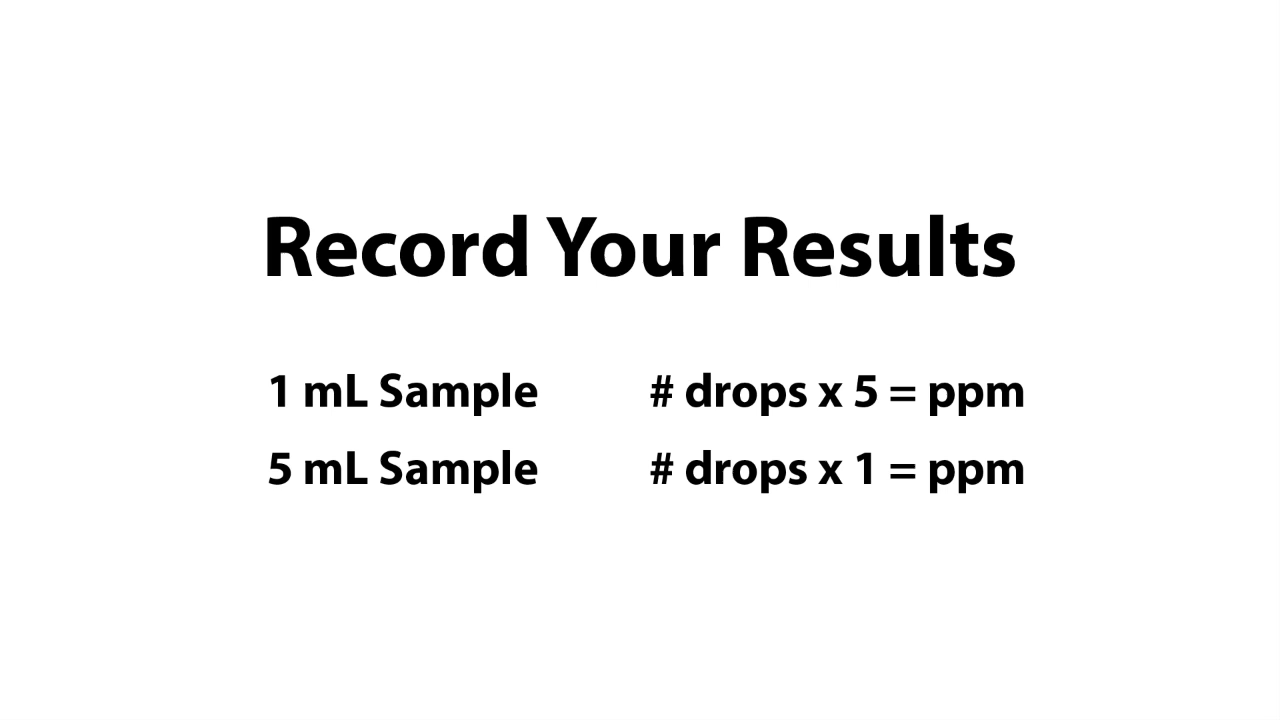 Record Your Results
1 mL Sample # drops x 5 = ppm
5 mL Sample # drops x 1 = ppm